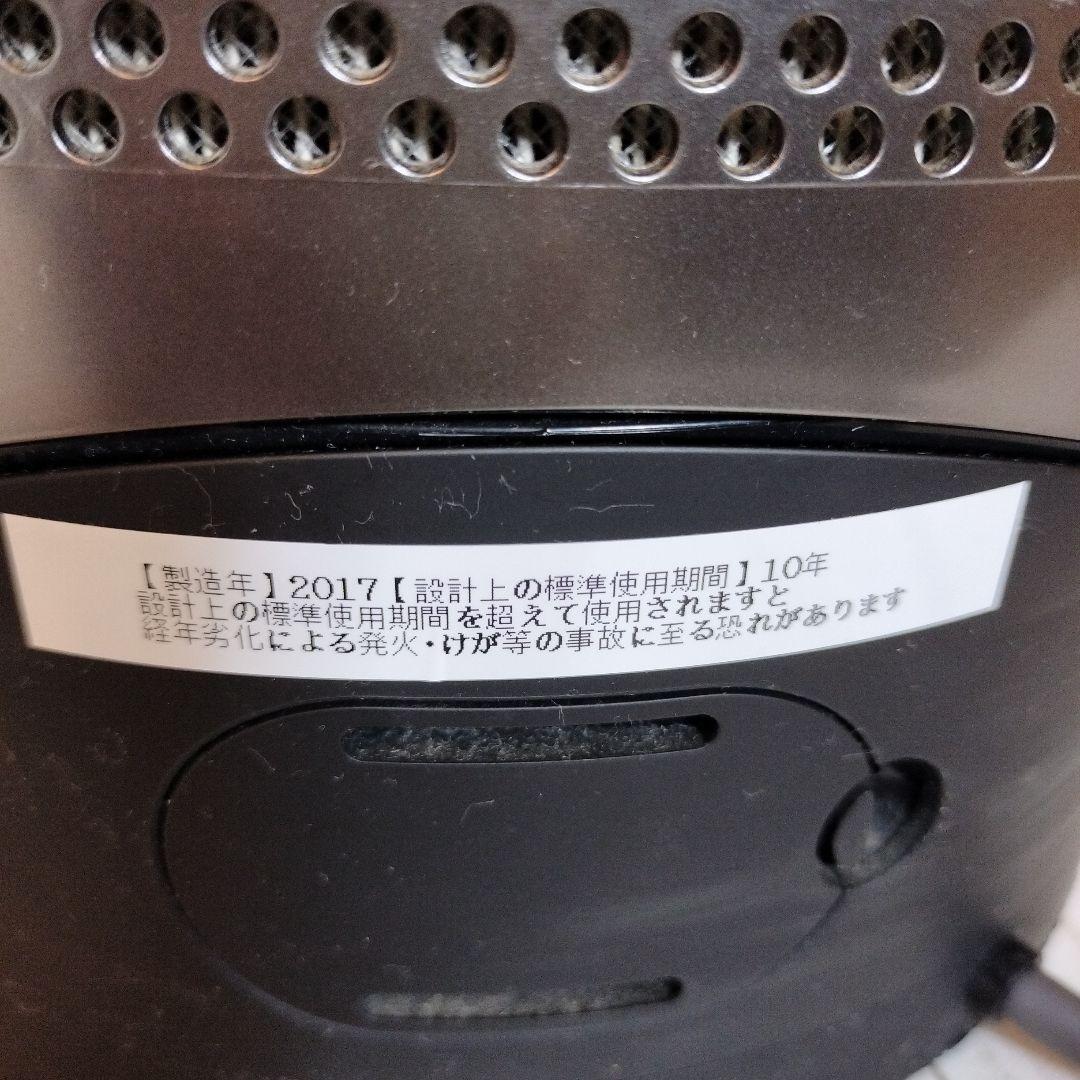 【製造年】2017【設計上の標準使用期間】10年
設計上の標準使用期間を超えて使用されますと
経年劣化による発火・けが等の事故に至る恐れがあります